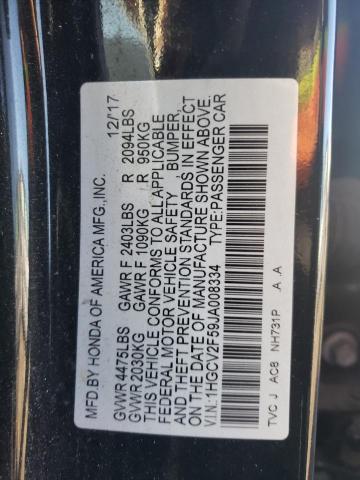 MFD.BY HONDA OF AMERICA MFG.,INC. 12/'17
GVWR 4475LBS GAWR F 2403LBS R 2094LBS
GVWR 2030KG GAWR F 1090KG R 950KG
THIS VEHICLE CONFORMS TO ALL APPLICABLE
FEDERAL MOTOR VEHICLE SAFETY BUMPER,
AND THEFT PREVENTION STANDARDS IN EFFECT
ON THE DATE OF MANUFACTURE SHOWN ABOVE.
V.I.N.:1HGCV2F59JA008334 TYPE:PASSENGER CAR
TVC J AC8 NH731P A .A